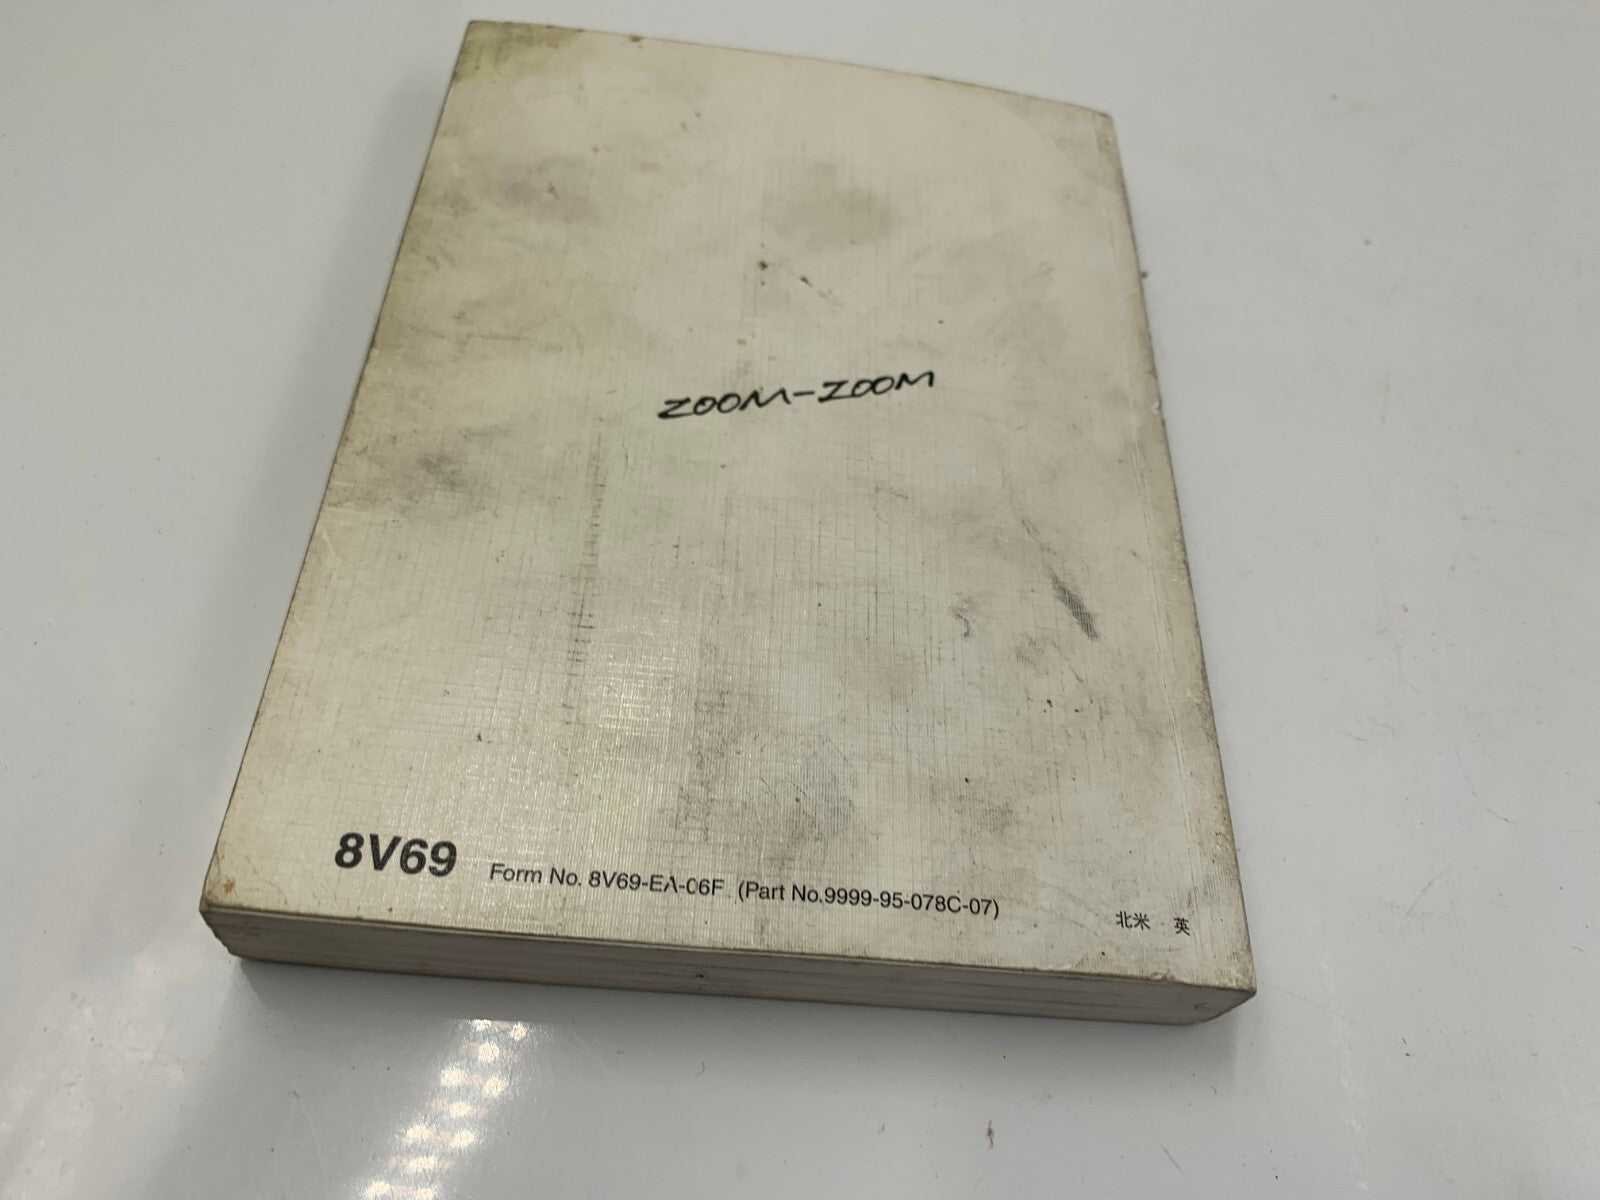 ZOOM-ZOOM
8V69 Form No. 8V69-EA-06F (Part No.9999-95-078C-07) 北米 英